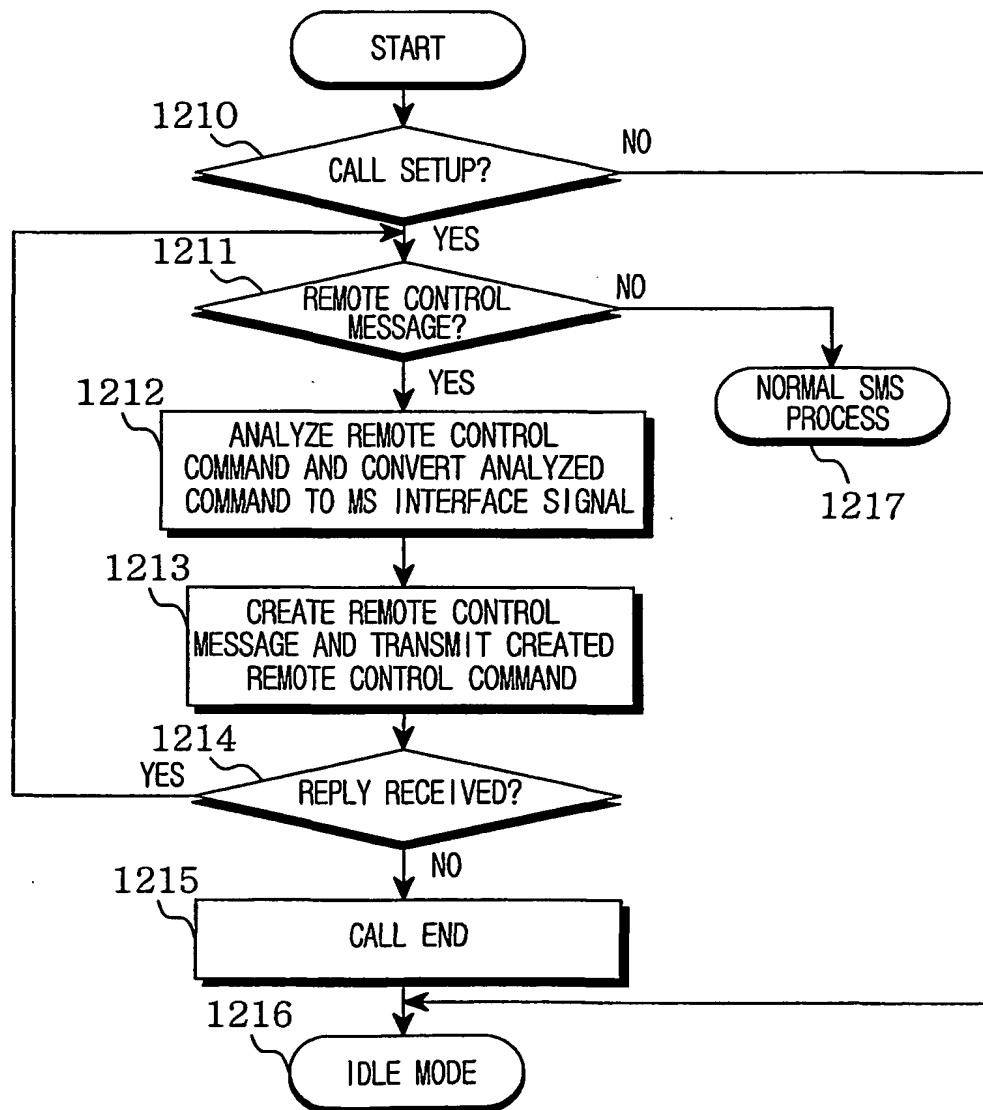 START
1210
CALL SETUP?
NO
YES
1211
REMOTE CONTROL
MESSAGE?
NO
YES
1212
ANALYZE REMOTE CONTROL
COMMAND AND CONVERT ANALYZED
COMMAND TO MS INTERFACE SIGNAL
NORMAL SMS
PROCESS
1217
1213
CREATE REMOTE CONTROL
MESSAGE AND TRANSMIT CREATED
REMOTE CONTROL COMMAND
1214
YES
REPLY RECEIVED?
NO
1215
CALL END
1216
IDLE MODE